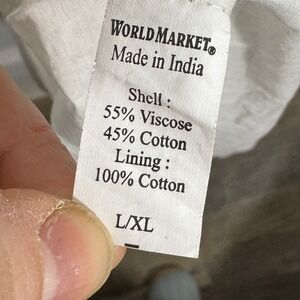 WORLD MARKET®
Made in India
Shell :
55% Viscose
45% Cotton
Lining :
100% Cotton
L/XL